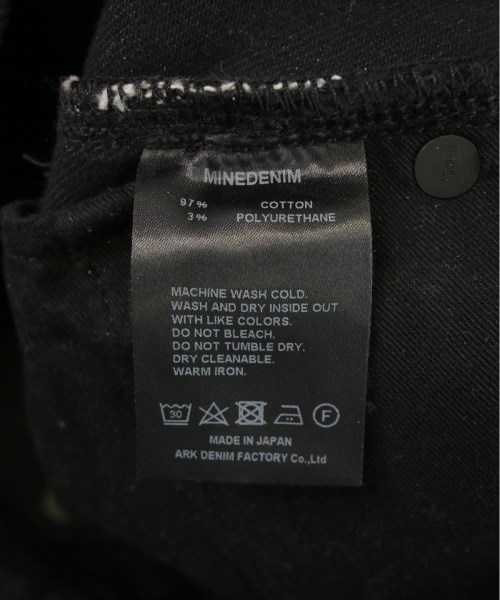 MINEDENIM
97% COTTON
3% POLYURETHANE
MACHINE WASH COLD.
WASH AND DRY INSIDE OUT
WITH LIKE COLORS.
DO NOT BLEACH.
DO NOT TUMBLE DRY.
DRY CLEANABLE.
WARM IRON.
30 F
MADE IN JAPAN
ARK DENIM FACTORY Co.,Ltd